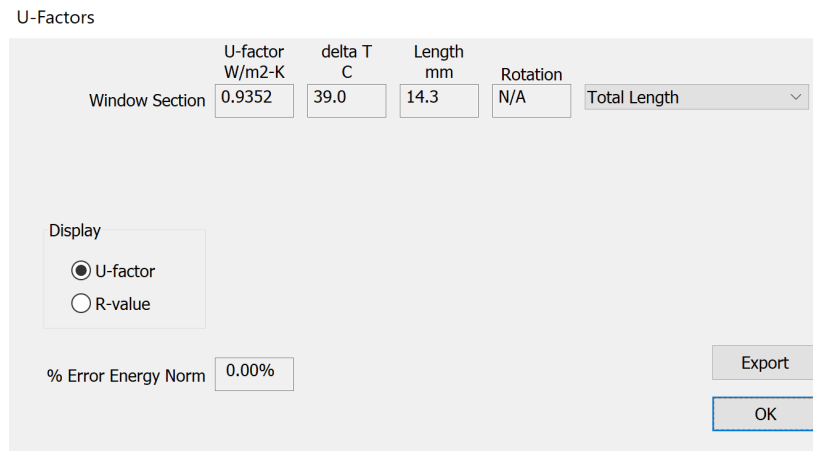 U-Factors
U-factor delta T Length
W/m2-K C mm Rotation
Window Section 0.9352 39.0 14.3 N/A Total Length
Display
U-factor
R-value
% Error Energy Norm 0.00%
Export
OK